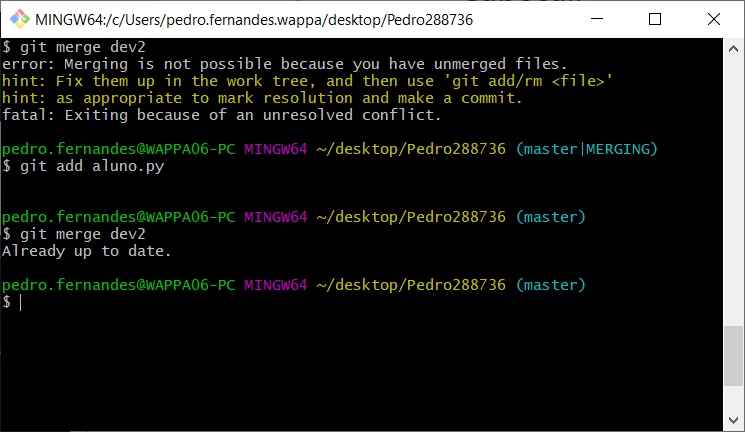 MINGW64:/c/Users/pedro.fernandes.wappa/desktop/Pedro288736
$ git merge dev2
error: Merging is not possible because you have unmerged files.
hint: Fix them up in the work tree, and then use 'git add/rm <file>'
hint: as appropriate to mark resolution and make a commit.
fatal: Exiting because of an unresolved conflict.
pedro.fernandes@WAPPA06-PC MINGW64 ~/desktop/Pedro288736 (master|MERGING)
$ git add aluno.py
pedro.fernandes@WAPPA06-PC MINGW64 ~/desktop/Pedro288736 (master)
$ git merge dev2
Already up to date.
pedro.fernandes@WAPPA06-PC MINGW64 ~/desktop/Pedro288736 (master)
$